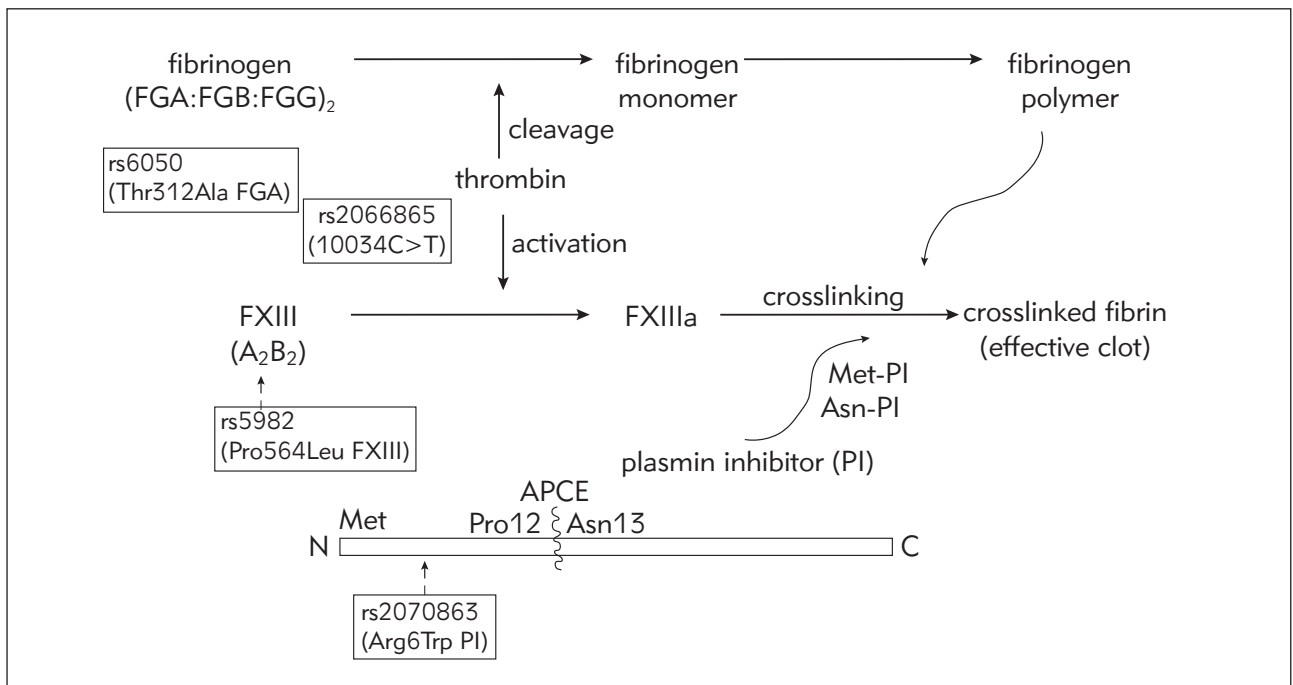 fibrinogen
(FGA:FGB:FGG)₂
fibrinogen
monomer
fibrinogen
polymer
cleavage
thrombin
activation
rs6050
(Thr312Ala FGA)
rs2066865
(10034C>T)
FXIII
(A₂B₂)
FXIIIa
crosslinking
crosslinked fibrin
(effective clot)
Met-PI
Asn-PI
rs5982
(Pro564Leu FXIII)
plasmin inhibitor (PI)
APCE
Met
Pro12
Asn13
N
C
rs2070863
(Arg6Trp PI)